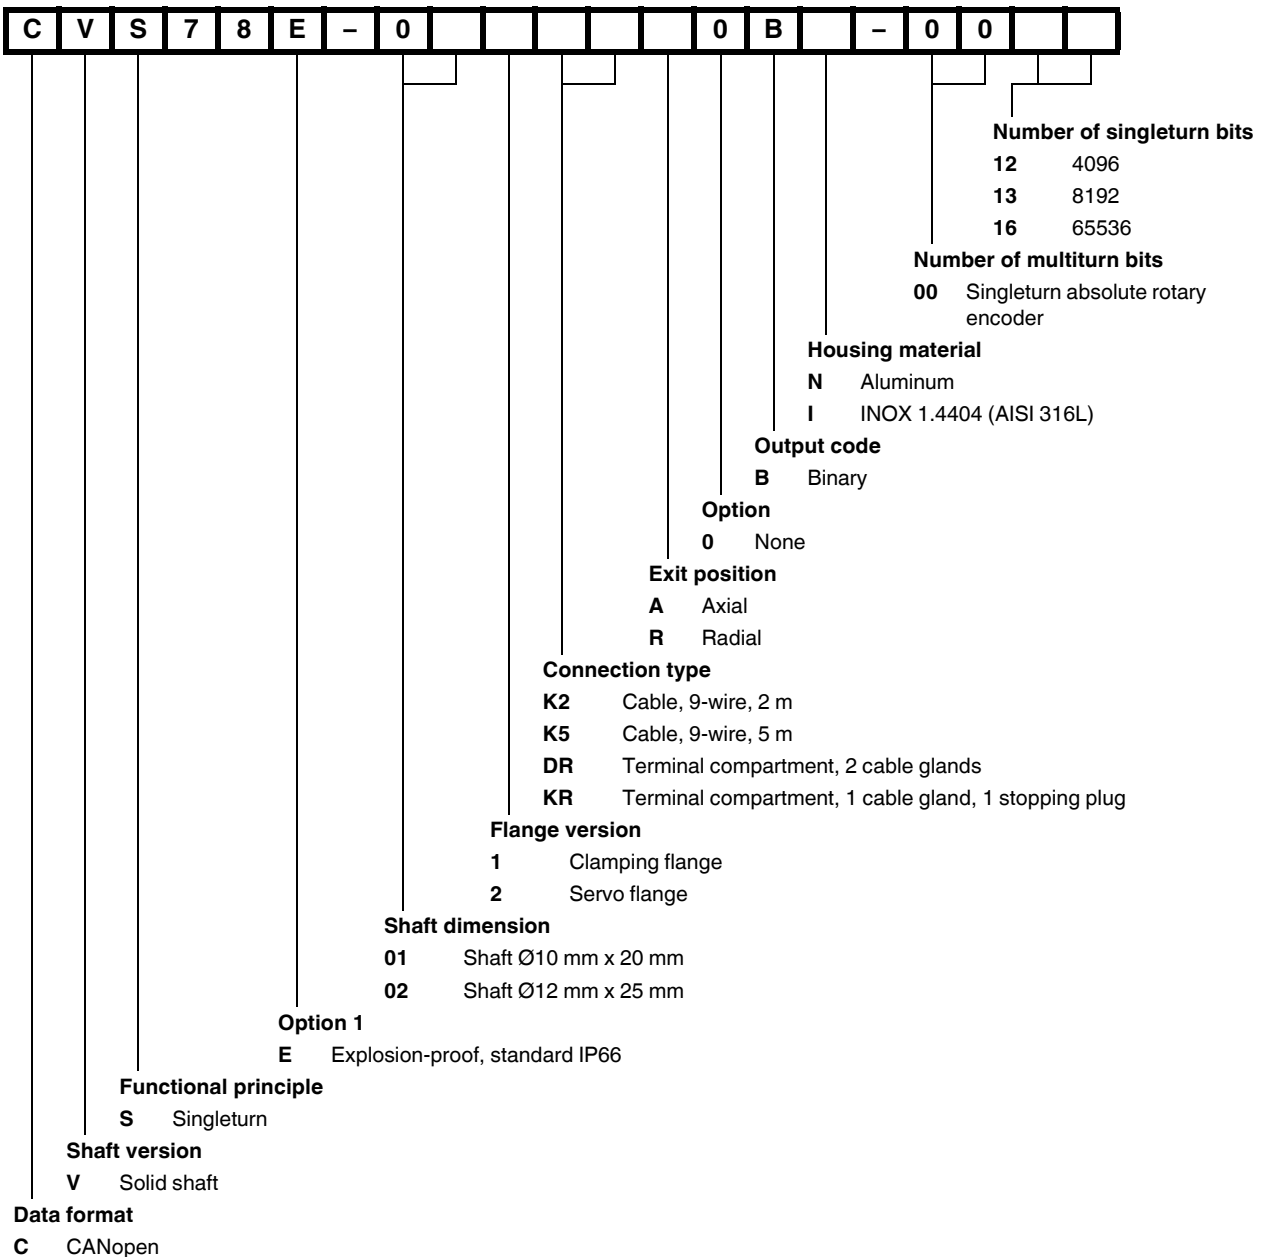 C V S 7 8 E – 0 0 B – 0 0
Number of singleturn bits
12 4096
13 8192
16 65536
Number of multiturn bits
00 Singleturn absolute rotary
encoder
Housing material
N Aluminum
I INOX 1.4404 (AISI 316L)
Output code
B Binary
Option
0 None
Exit position
A Axial
R Radial
Connection type
K2 Cable, 9-wire, 2 m
K5 Cable, 9-wire, 5 m
DR Terminal compartment, 2 cable glands
KR Terminal compartment, 1 cable gland, 1 stopping plug
Flange version
1 Clamping flange
2 Servo flange
Shaft dimension
01 Shaft Ø10 mm x 20 mm
02 Shaft Ø12 mm x 25 mm
Option 1
E Explosion-proof, standard IP66
Functional principle
S Singleturn
Shaft version
V Solid shaft
Data format
C CANopen